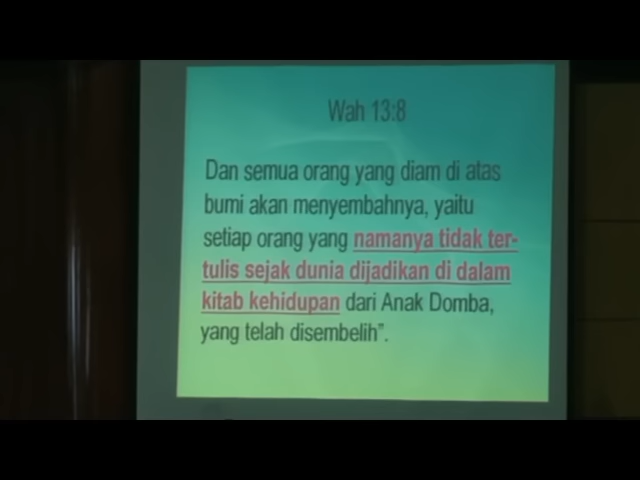 Wah 13:8
Dan semua orang yang diam di atas
bumi akan menyembahnya, yaitu
setiap orang yang namanya tidak ter-
tulis sejak dunia dijadikan di dalam
kitab kehidupan dari Anak Domba,
yang telah disembelih”.